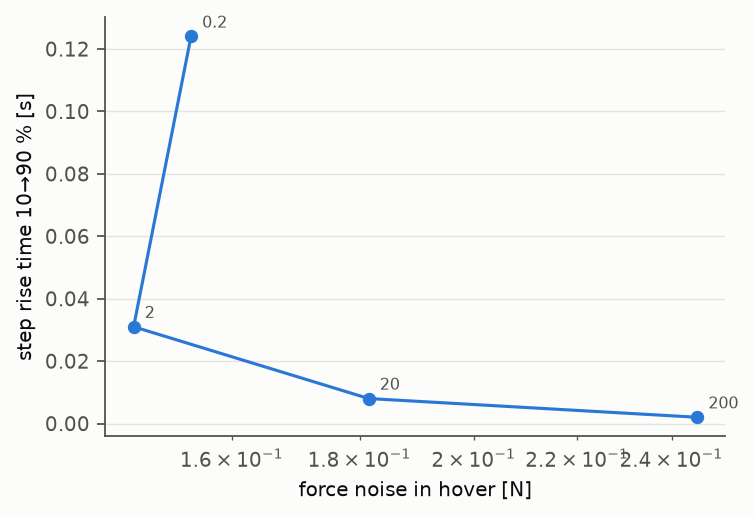 step rise time 10→90 % [s]
0.12
0.10
0.08
0.06
0.04
0.02
0.00
0.2
2
20
200
1.6 × 10⁻¹
1.8 × 10⁻¹
2 × 10⁻¹
2.2 × 10⁻¹
2.4 × 10⁻¹
force noise in hover [N]